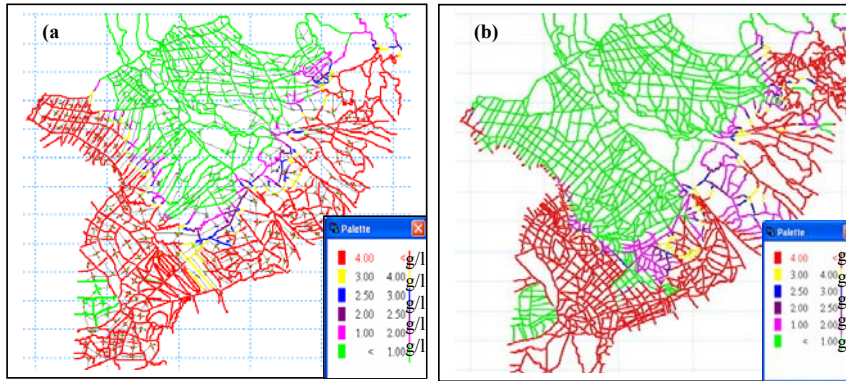 (a
Palette
4.00 < g/l
3.00 4.00 g/l
2.50 3.00 g/l
2.00 2.50 g/l
1.00 2.00 g/l
< 1.00 g/l
(b)
Palette
4.00 <
3.00 4.00
2.50 3.00
2.00 2.50
1.00 2.00
< 1.00